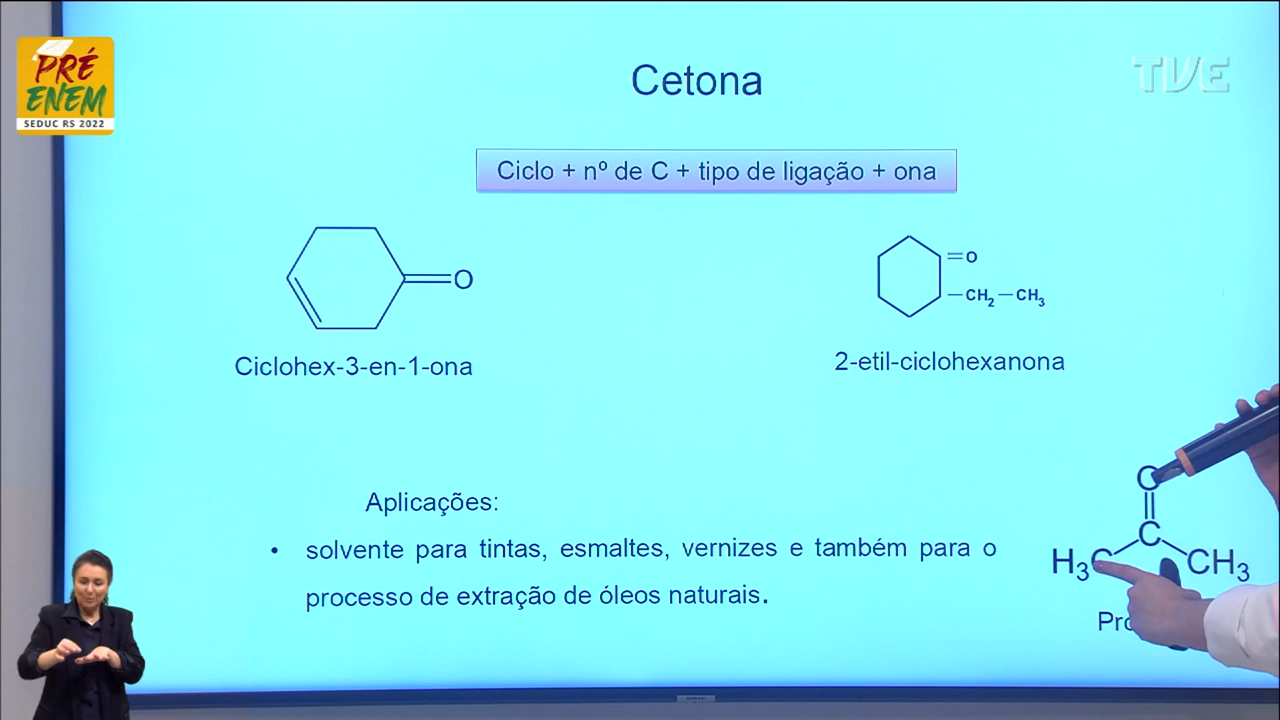 PRÉ
ENEM
SEDUC RS 2022
TVE
Cetona
Ciclo + nº de C + tipo de ligação + ona
O
Ciclohex-3-en-1-ona
=O
—CH₂—CH₃
2-etil-ciclohexanona
Aplicações:
• solvente para tintas, esmaltes, vernizes e também para o
processo de extração de óleos naturais.
O
C
H₃C CH₃